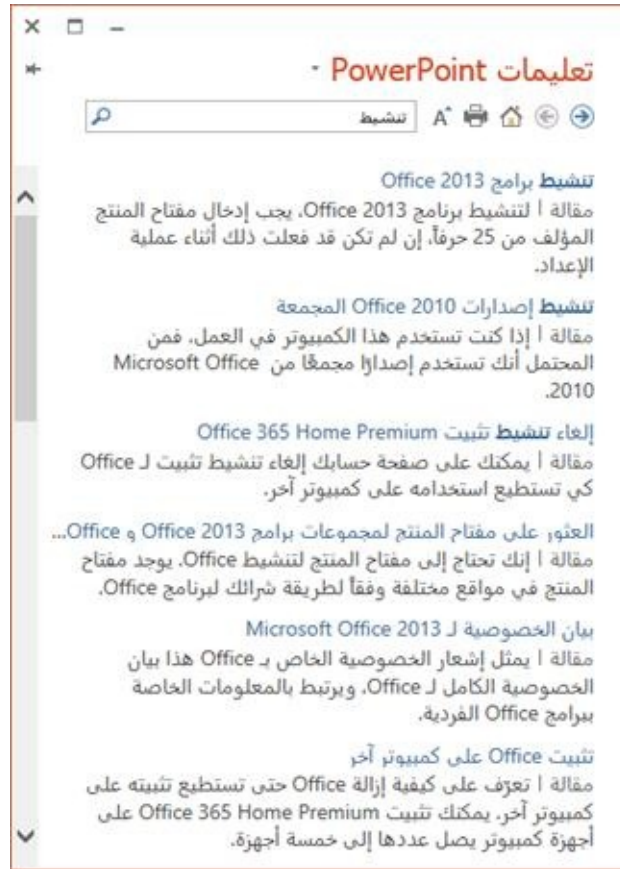 تعليمات PowerPoint
تنشيط
تنشيط برامج Office 2013
مقالة | لتنشيط برنامج Office 2013، يجب إدخال مفتاح المنتج
المؤلف من 25 حرفاً، إن لم تكن قد فعلت ذلك أثناء عملية
الإعداد.
تنشيط إصدارات Office 2010 المجمعة
مقالة | إذا كنت تستخدم هذا الكمبيوتر في العمل، فمن
المحتمل أنك تستخدم إصدارًا مجمعًا من Microsoft Office
2010.
إلغاء تنشيط تثبيت Office 365 Home Premium
مقالة | يمكنك على صفحة حسابك إلغاء تنشيط تثبيت لـ Office
كي تستطيع استخدامه على كمبيوتر آخر.
العثور على مفتاح المنتج لمجموعات برامج Office 2013 و Office...
مقالة | إنك تحتاج إلى مفتاح المنتج لتنشيط Office. يوجد مفتاح
المنتج في مواقع مختلفة وفقاً لطريقة شرائك لبرنامج Office.
بيان الخصوصية لـ Microsoft Office 2013
مقالة | يمثل إشعار الخصوصية الخاص بـ Office هذا بيان
الخصوصية الكامل لـ Office، ويرتبط بالمعلومات الخاصة
ببرامج Office الفردية.
تثبيت Office على كمبيوتر آخر
مقالة | تعرّف على كيفية إزالة Office حتى تستطيع تثبيته على
كمبيوتر آخر. يمكنك تثبيت Office 365 Home Premium على
أجهزة كمبيوتر يصل عددها إلى خمسة أجهزة.